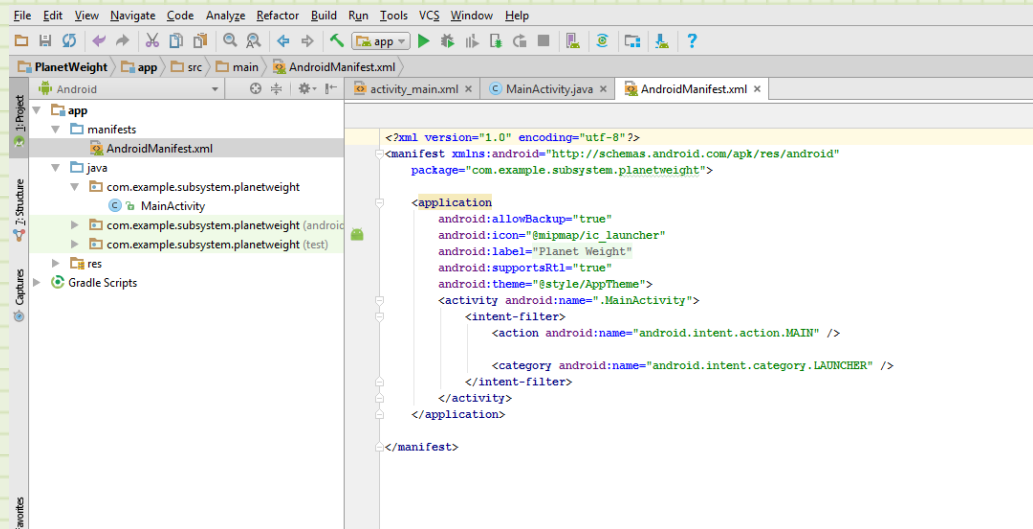 File Edit View Navigate Code Analyze Refactor Build Run Tools VCS Window Help
app
PlanetWeight app src main AndroidManifest.xml
1: Project
Android
activity_main.xml MainActivity.java AndroidManifest.xml
app
manifests
AndroidManifest.xml
java
com.example.subsystem.planetweight
MainActivity
com.example.subsystem.planetweight (androic
com.example.subsystem.planetweight (test)
res
Gradle Scripts
7: Structure
Captures
avorites
<?xml version="1.0" encoding="utf-8"?>
<manifest xmlns:android="http://schemas.android.com/apk/res/android"
package="com.example.subsystem.planetweight">
<application
android:allowBackup="true"
android:icon="@mipmap/ic_launcher"
android:label="Planet Weight"
android:supportsRtl="true"
android:theme="@style/AppTheme">
<activity android:name=".MainActivity">
<intent-filter>
<action android:name="android.intent.action.MAIN" />
<category android:name="android.intent.category.LAUNCHER" />
</intent-filter>
</activity>
</application>
</manifest>